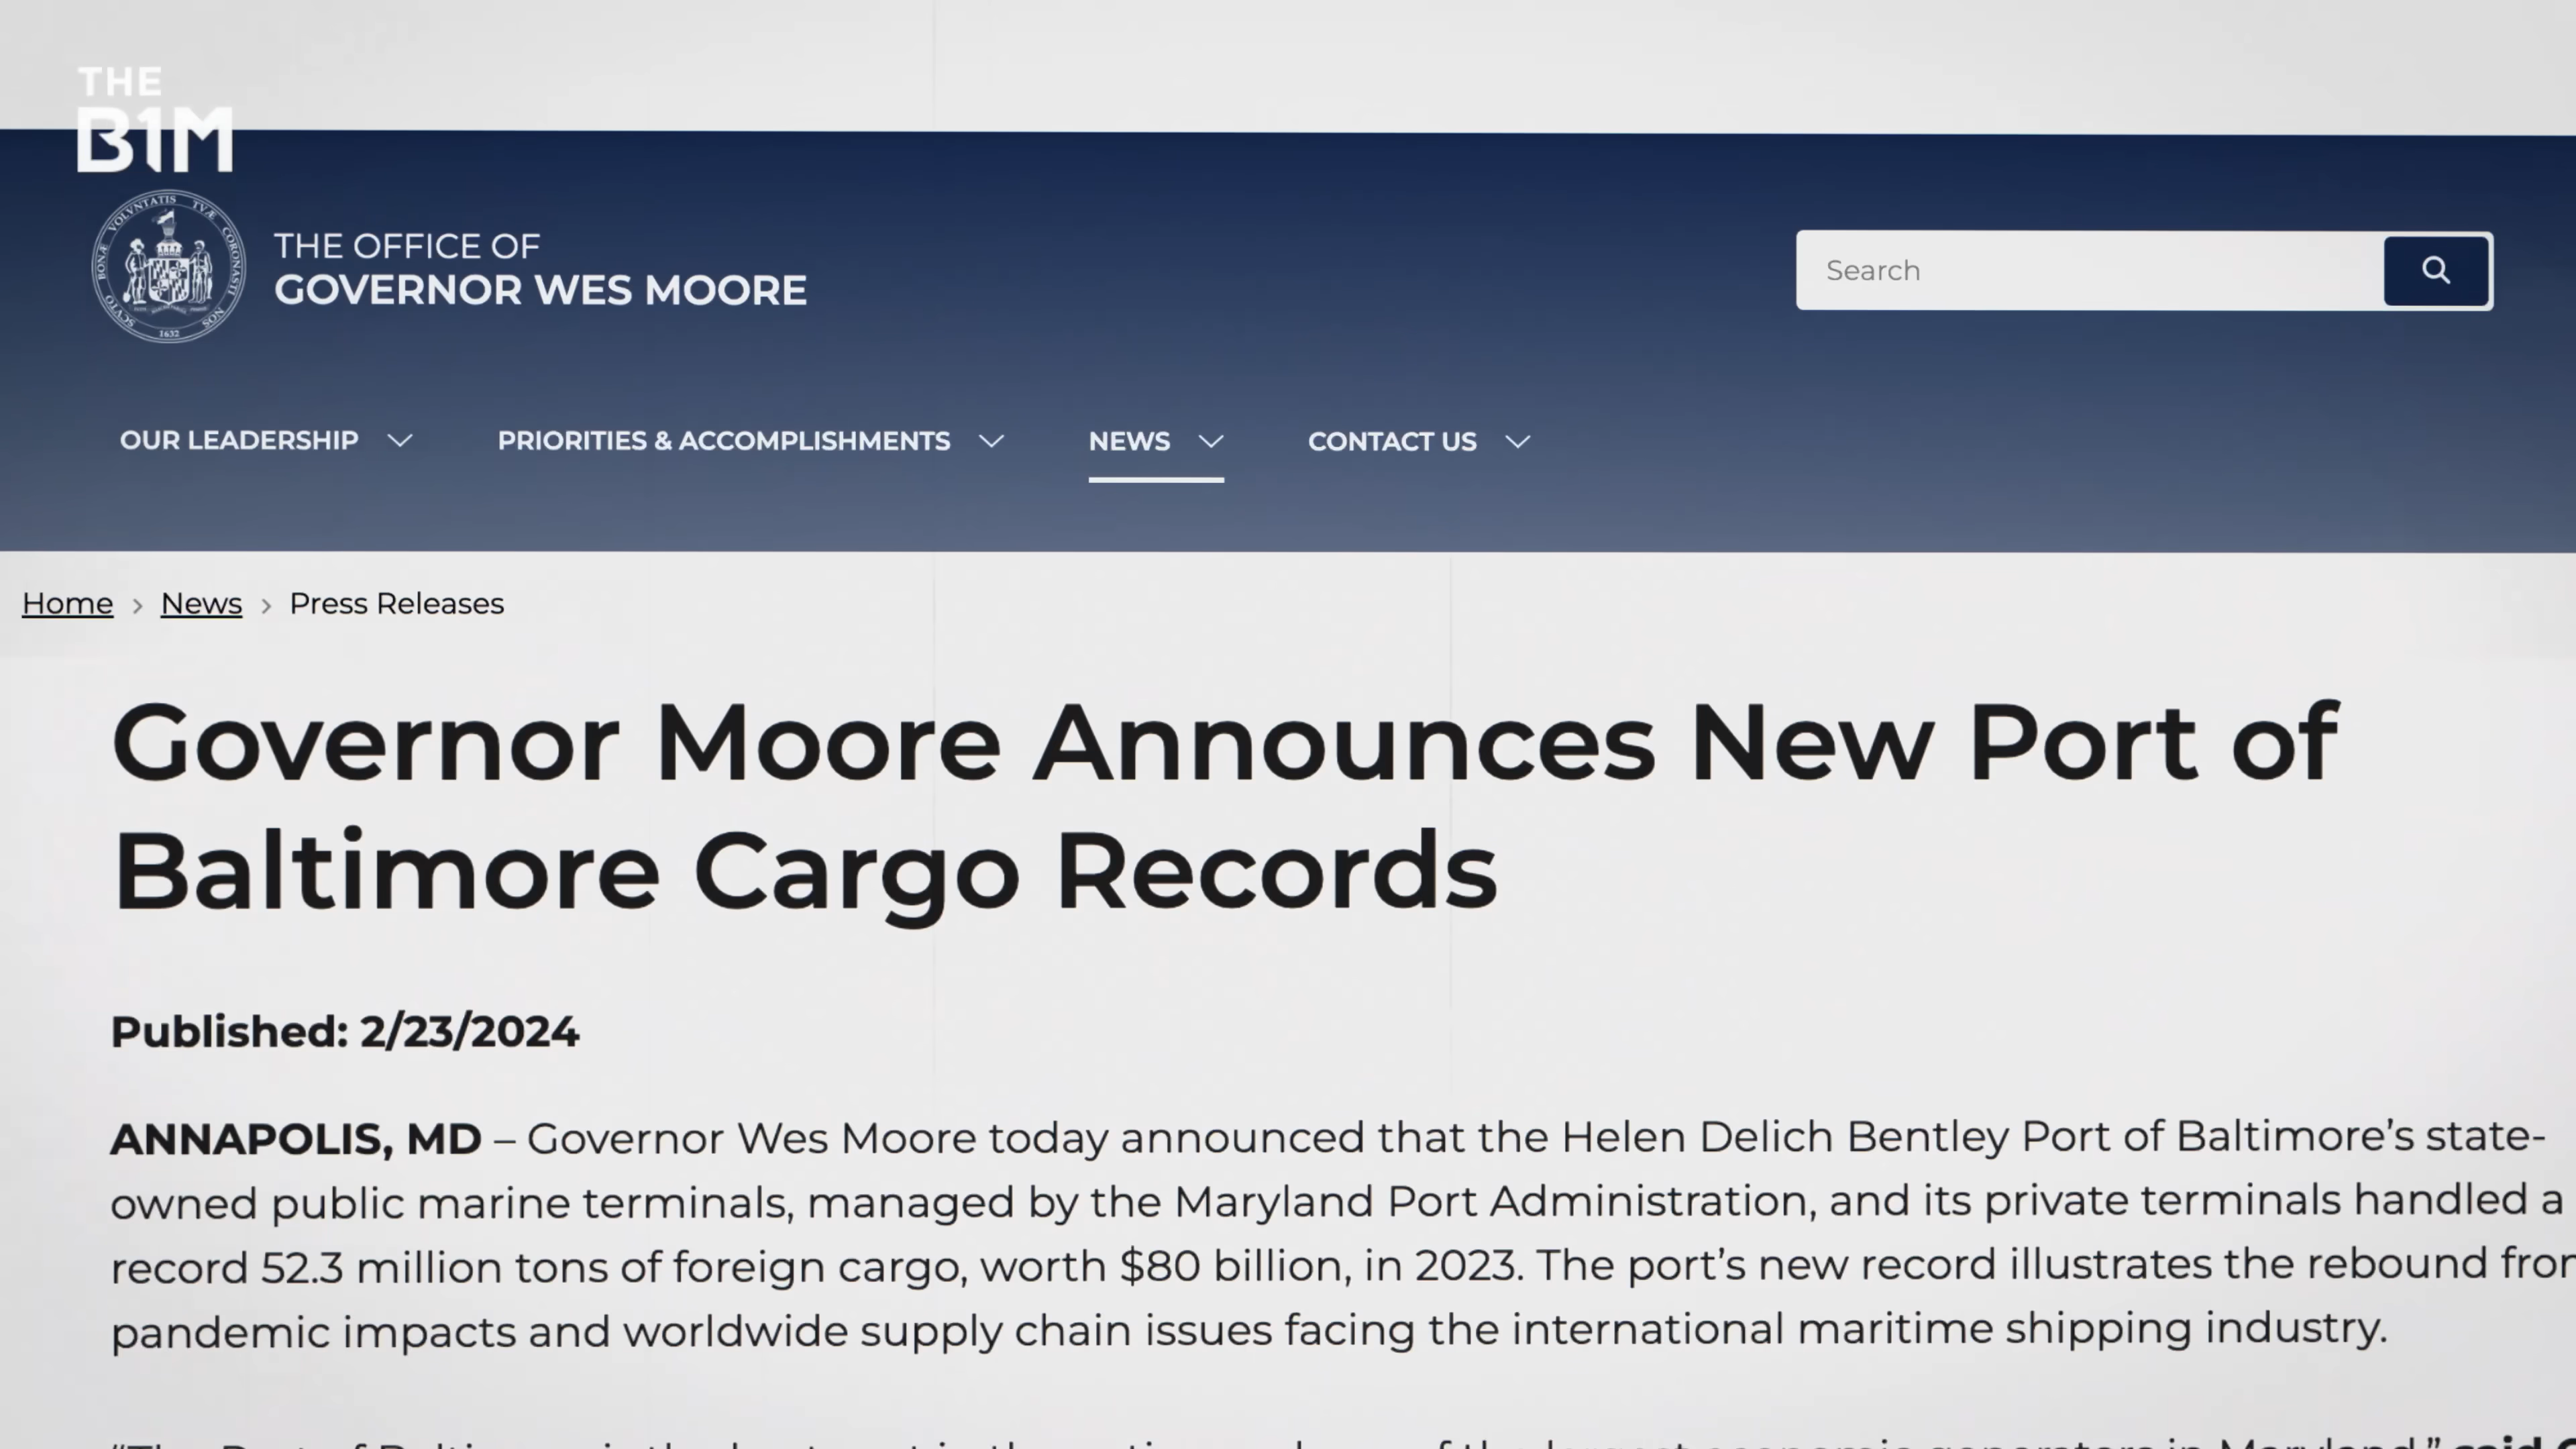 THE
B1M
THE OFFICE OF
GOVERNOR WES MOORE
Search
OUR LEADERSHIP
PRIORITIES & ACCOMPLISHMENTS
NEWS
CONTACT US
Home > News > Press Releases
Governor Moore Announces New Port of
Baltimore Cargo Records
Published: 2/23/2024
ANNAPOLIS, MD – Governor Wes Moore today announced that the Helen Delich Bentley Port of Baltimore’s state-
owned public marine terminals, managed by the Maryland Port Administration, and its private terminals handled a
record 52.3 million tons of foreign cargo, worth $80 billion, in 2023. The port’s new record illustrates the rebound
pandemic impacts and worldwide supply chain issues facing the international maritime shipping industry.